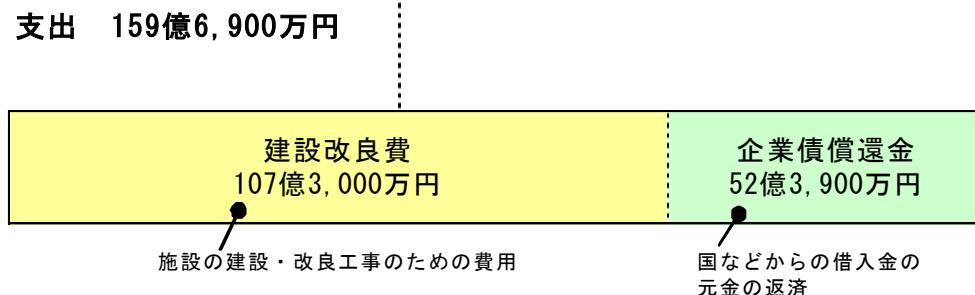 支出　159億6,900万円
建設改良費
107億3,000万円
企業債償還金
52億3,900万円
施設の建設・改良工事のための費用
国などからの借入金の
元金の返済